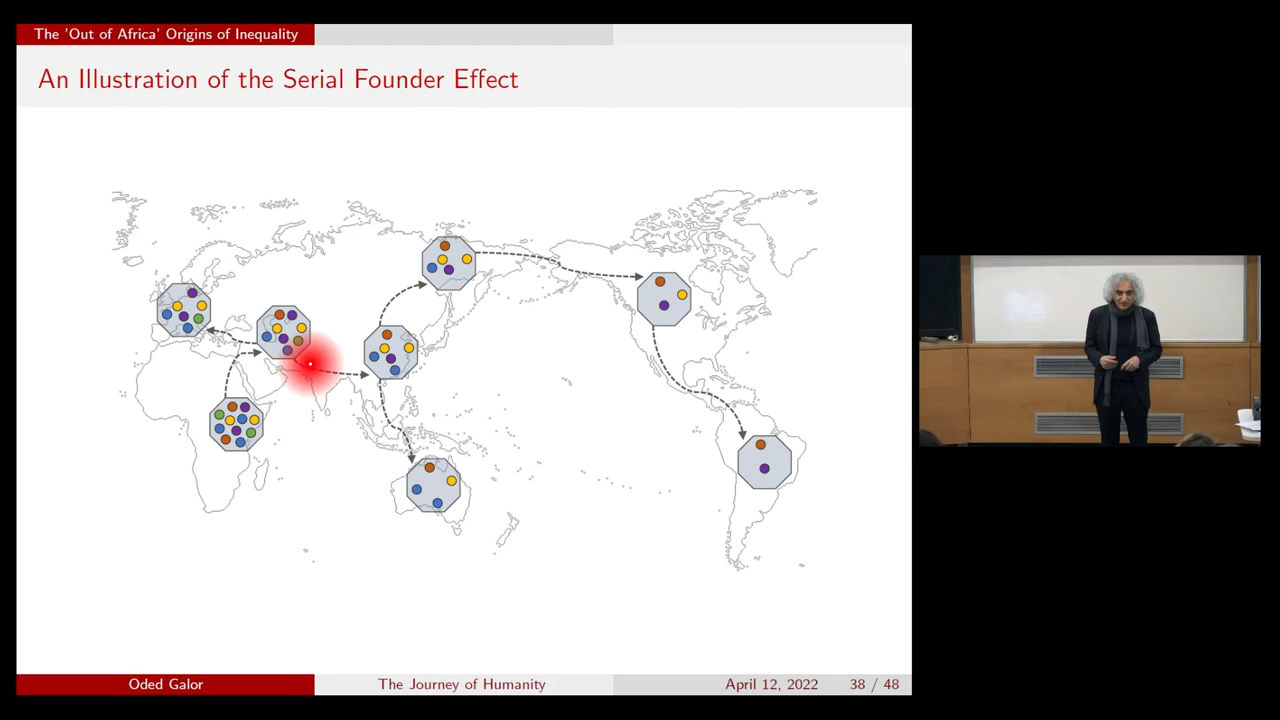 The 'Out of Africa' Origins of Inequality
An Illustration of the Serial Founder Effect
Oded Galor
The Journey of Humanity
April 12, 2022
38 / 48